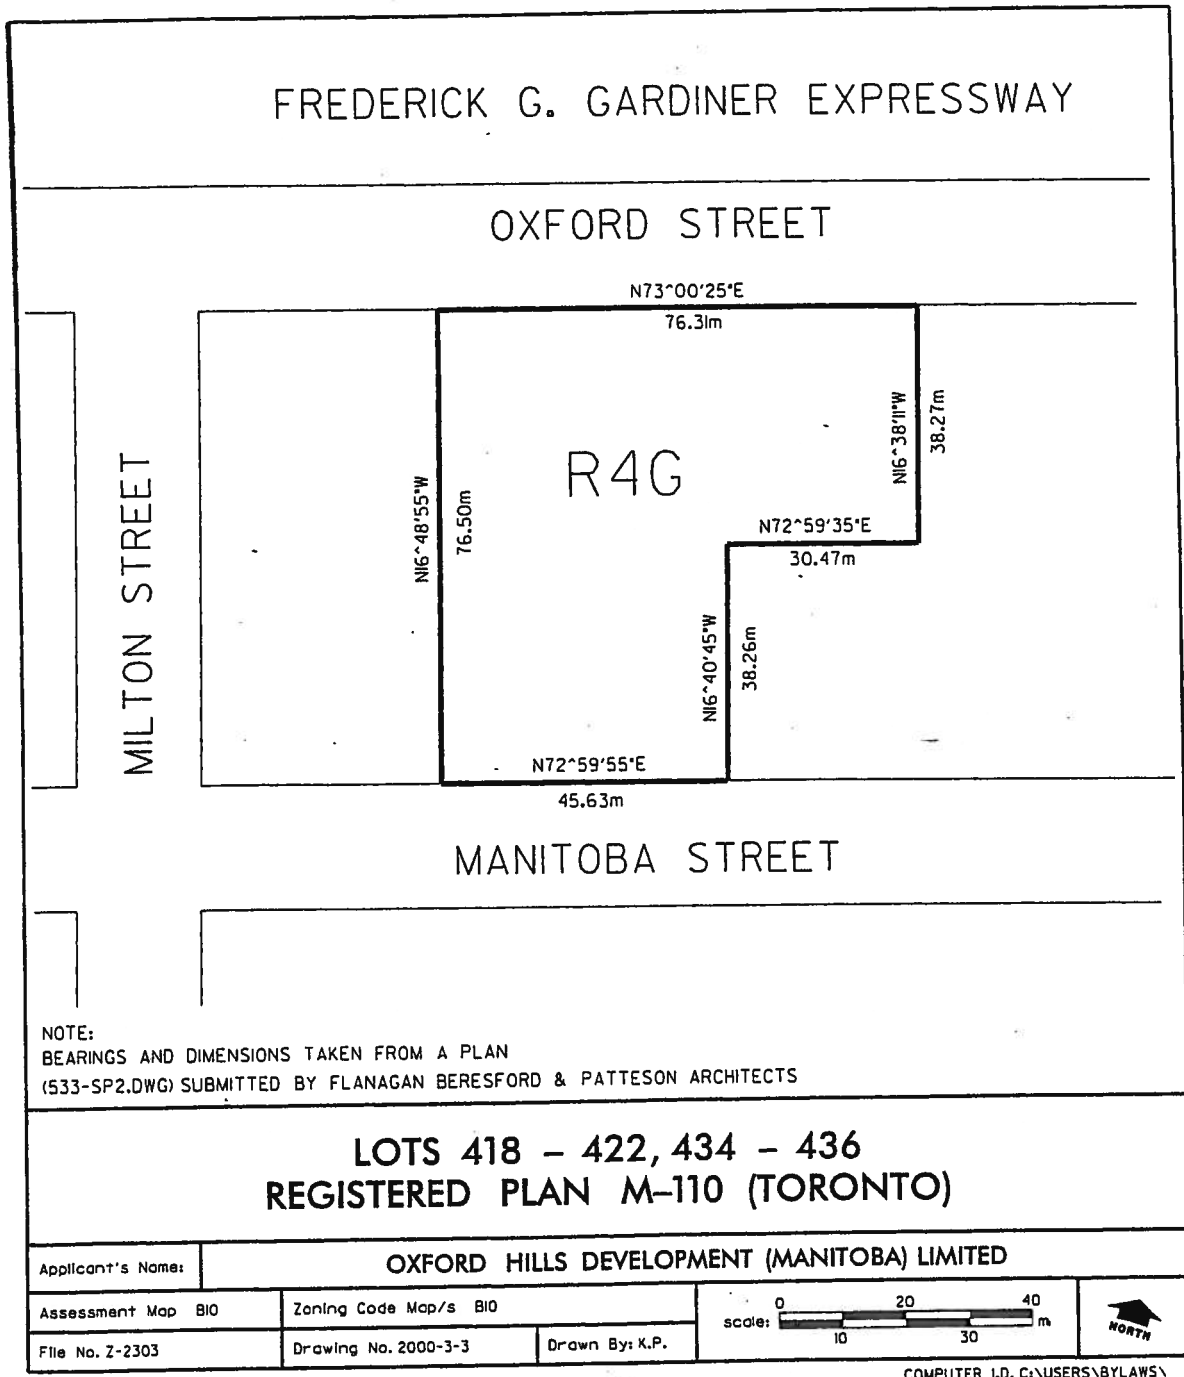 FREDERICK G. GARDINER EXPRESSWAY
OXFORD STREET
N73^00'25"E
76.31m
N16^38'11"W
38.27m
R4G
MILTON STREET
N16^48'55"W
76.50m
N72^59'35"E
30.47m
N16^40'45"W
38.26m
N72^59'55"E
45.63m
MANITOBA STREET
NOTE:
BEARINGS AND DIMENSIONS TAKEN FROM A PLAN
(533-SP2.DWG) SUBMITTED BY FLANAGAN BERESFORD & PATTESON ARCHITECTS
LOTS 418 – 422, 434 – 436
REGISTERED PLAN M–110 (TORONTO)
Applicant's Name:
OXFORD HILLS DEVELOPMENT (MANITOBA) LIMITED
Assessment Map B10
Zoning Code Map/s B10
scale:
0 20 40
m
10 30
NORTH
File No. Z-2303
Drawing No. 2000-3-3
Drawn By: K.P.
COMPUTER I.D. C:\USERS\BYLAWS\